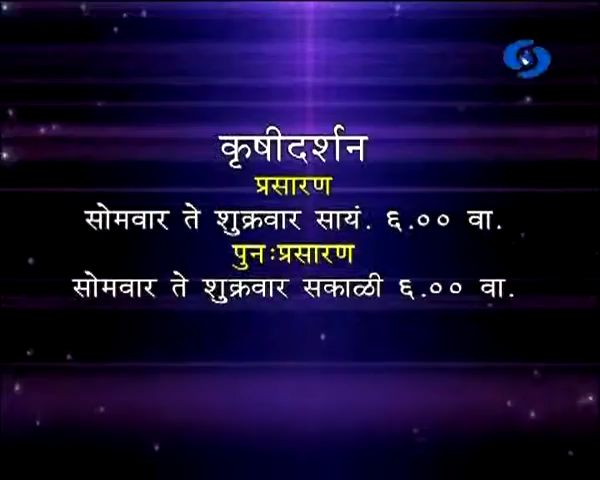 कृषीदर्शन
प्रसारण
सोमवार ते शुक्रवार सायं. ६.०० वा.
पुनःप्रसारण
सोमवार ते शुक्रवार सकाळी ६.०० वा.